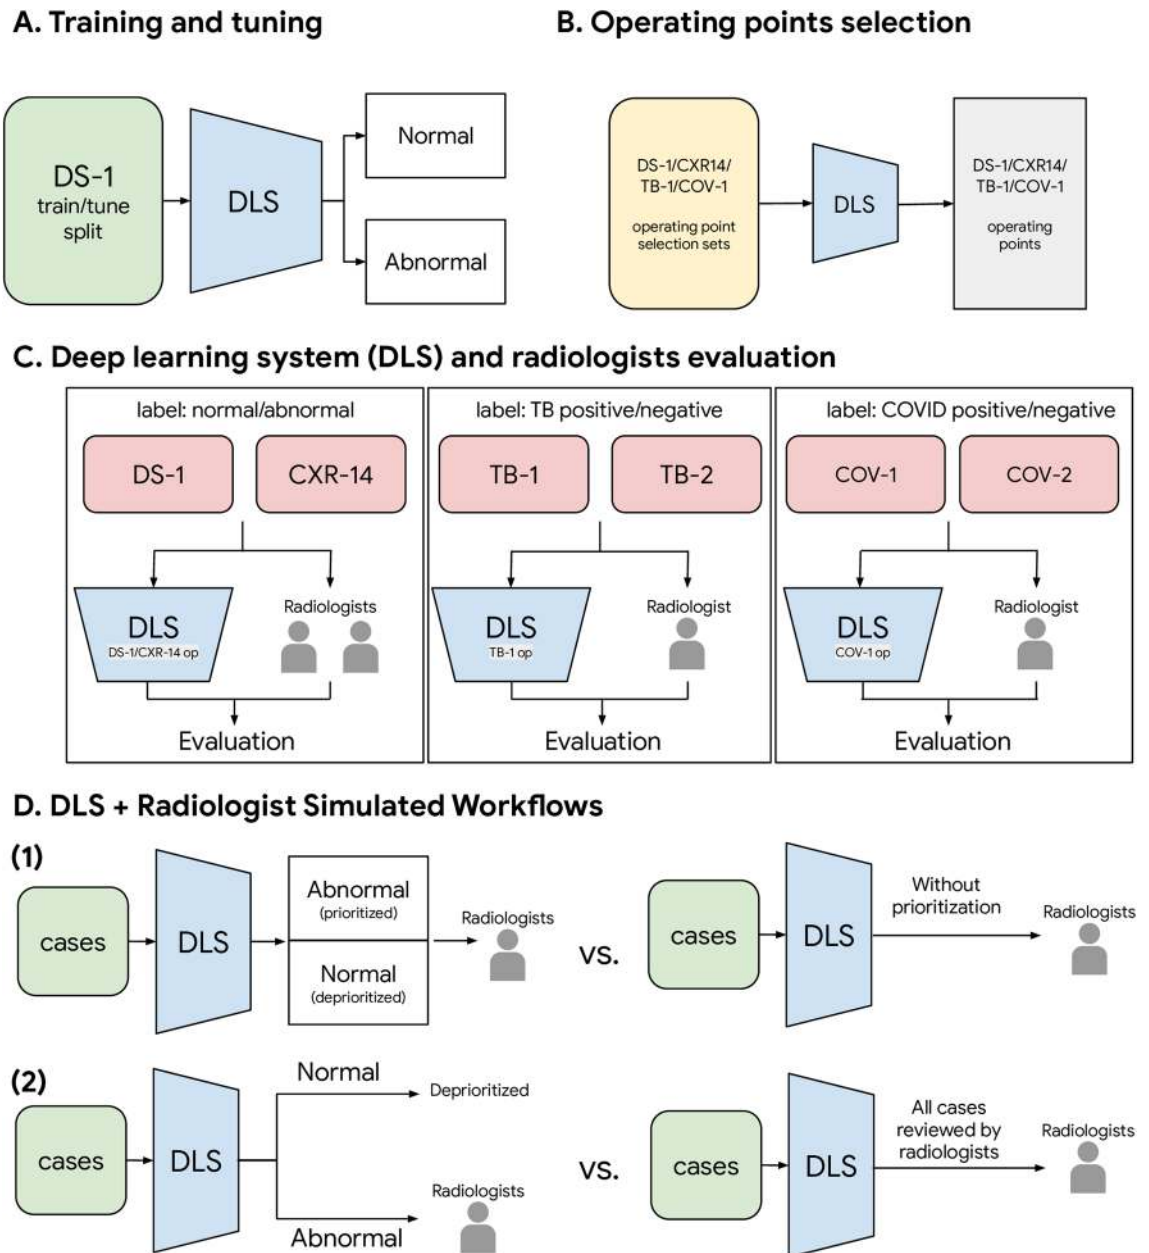 A. Training and tuning
B. Operating points selection
DS-1
train/tune
split
DLS
Normal
Abnormal
DS-1/CXR14/
TB-1/COV-1
operating point
selection sets
DLS
DS-1/CXR14/
TB-1/COV-1
operating
points
C. Deep learning system (DLS) and radiologists evaluation
label: normal/abnormal
DS-1
CXR-14
DLS
DS-1/CXR-14 op
Radiologists
Evaluation
label: TB positive/negative
TB-1
TB-2
DLS
TB-1 op
Radiologist
Evaluation
label: COVID positive/negative
COV-1
COV-2
DLS
COV-1 op
Radiologist
Evaluation
D. DLS + Radiologist Simulated Workflows
(1)
cases
DLS
Abnormal
(prioritized)
Normal
(deprioritized)
Radiologists
vs.
cases
DLS
Without
prioritization
Radiologists
(2)
cases
DLS
Normal
Deprioritized
Abnormal
Radiologists
vs.
cases
DLS
All cases
reviewed by
radiologists
Radiologists